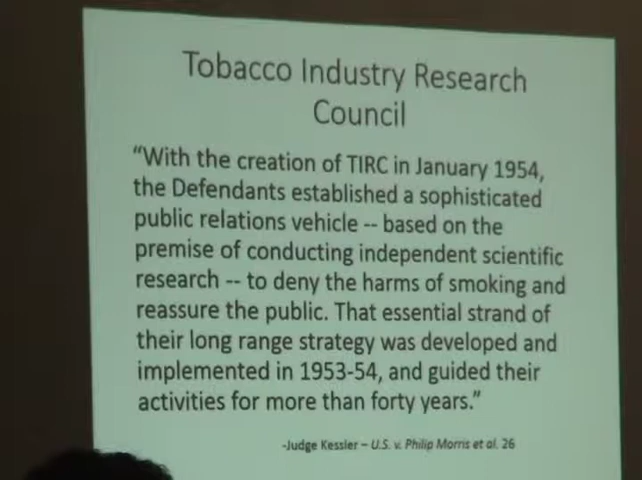 Tobacco Industry Research
Council
“With the creation of TIRC in January 1954,
the Defendants established a sophisticated
public relations vehicle -- based on the
premise of conducting independent scientific
research -- to deny the harms of smoking and
reassure the public. That essential strand of
their long range strategy was developed and
implemented in 1953-54, and guided their
activities for more than forty years.”
-Judge Kessler – U.S. v. Philip Morris et al. 26